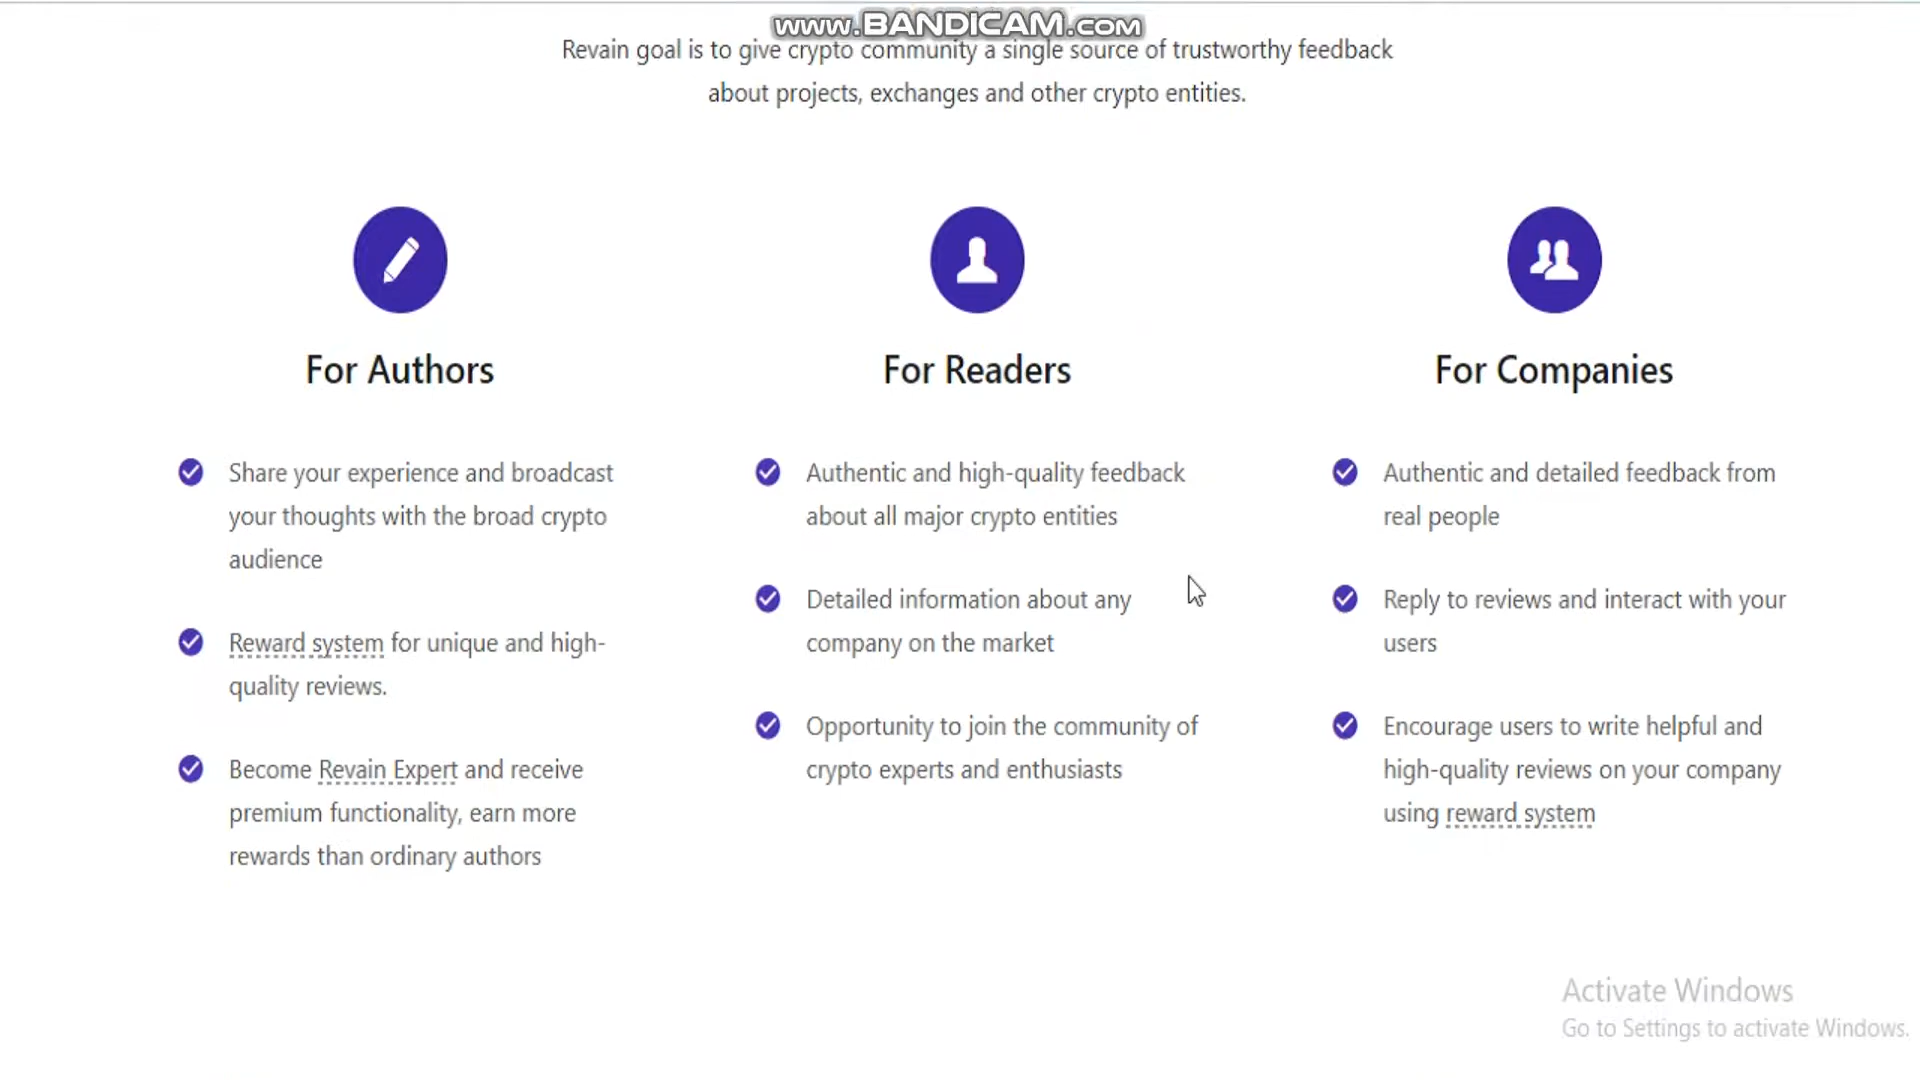 www.BANDICAM.com
Revain goal is to give crypto community a single source of trustworthy feedback
about projects, exchanges and other crypto entities.
For Authors
Share your experience and broadcast
your thoughts with the broad crypto
audience
Reward system for unique and high-
quality reviews.
Become Revain Expert and receive
premium functionality, earn more
rewards than ordinary authors
For Readers
Authentic and high-quality feedback
about all major crypto entities
Detailed information about any
company on the market
Opportunity to join the community of
crypto experts and enthusiasts
For Companies
Authentic and detailed feedback from
real people
Reply to reviews and interact with your
users
Encourage users to write helpful and
high-quality reviews on your company
using reward system
Activate Windows
Go to Settings to activate Windows.